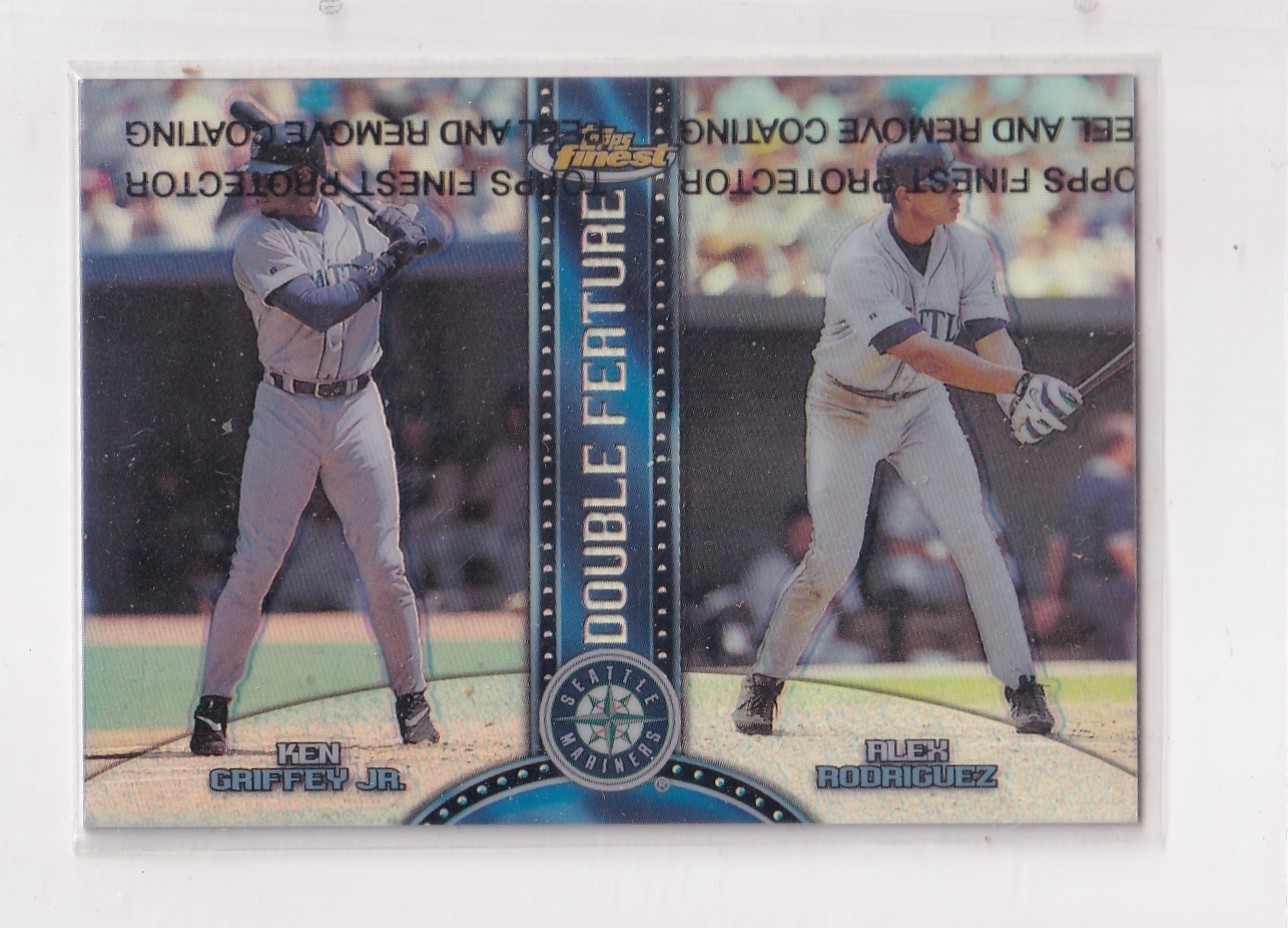 PEEL AND REMOVE COATING
EEL AND REMOVE COATING
TOPPS FINEST PROTECTOR
OPPS FINEST PROTECTOR
Topps
finest
DOUBLE FEATURE
SEATTLE
MARINERS
®
KEN
GRIFFEY JR.
ALEX
RODRIGUEZ